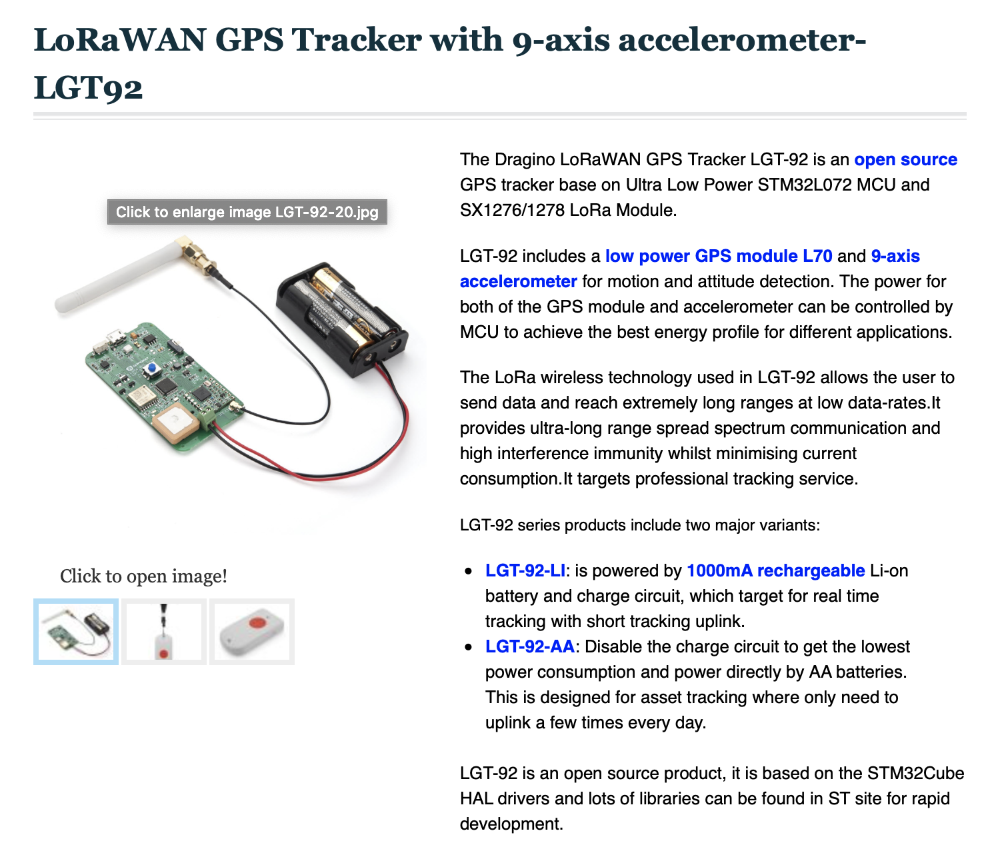 LoRaWAN GPS Tracker with 9-axis accelerometer-
LGT92
Click to enlarge image LGT-92-20.jpg
Click to open image!
The Dragino LoRaWAN GPS Tracker LGT-92 is an open source
GPS tracker base on Ultra Low Power STM32L072 MCU and
SX1276/1278 LoRa Module.
LGT-92 includes a low power GPS module L70 and 9-axis
accelerometer for motion and attitude detection. The power for
both of the GPS module and accelerometer can be controlled by
MCU to achieve the best energy profile for different applications.
The LoRa wireless technology used in LGT-92 allows the user to
send data and reach extremely long ranges at low data-rates.It
provides ultra-long range spread spectrum communication and
high interference immunity whilst minimising current
consumption.It targets professional tracking service.
LGT-92 series products include two major variants:
• LGT-92-LI: is powered by 1000mA rechargeable Li-on
battery and charge circuit, which target for real time
tracking with short tracking uplink.
• LGT-92-AA: Disable the charge circuit to get the lowest
power consumption and power directly by AA batteries.
This is designed for asset tracking where only need to
uplink a few times every day.
LGT-92 is an open source product, it is based on the STM32Cube
HAL drivers and lots of libraries can be found in ST site for rapid
development.